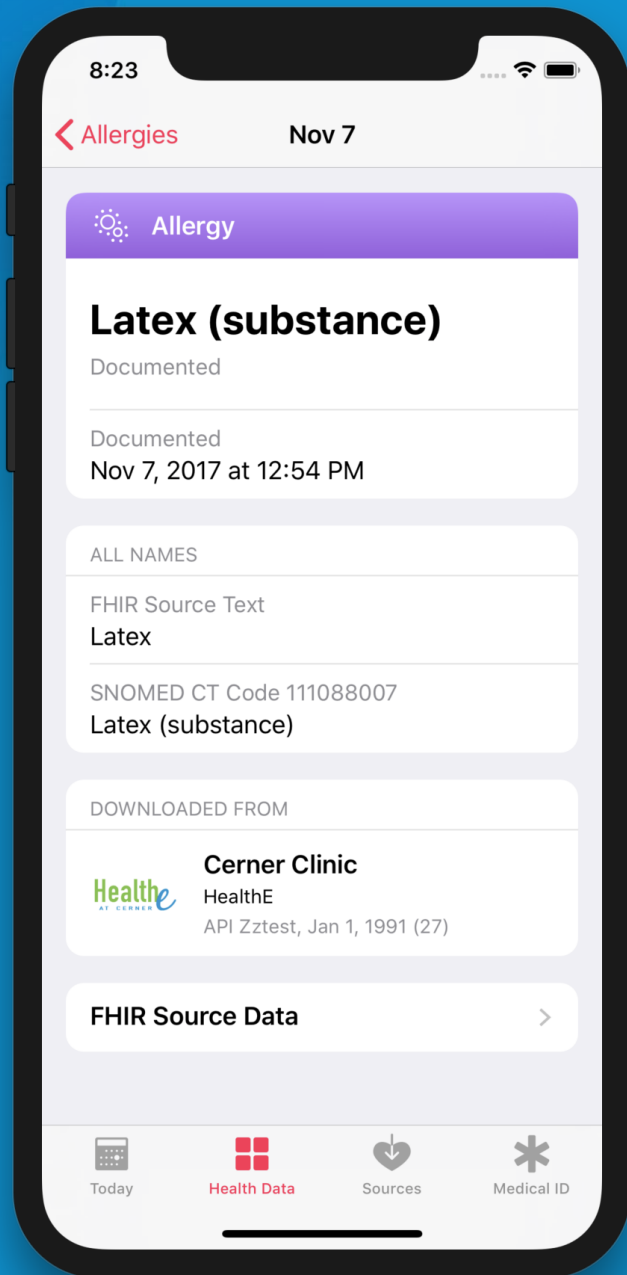 8:23
Allergies
Nov 7
Allergy
Latex (substance)
Documented
Documented
Nov 7, 2017 at 12:54 PM
ALL NAMES
FHIR Source Text
Latex
SNOMED CT Code 111088007
Latex (substance)
DOWNLOADED FROM
Healthe
AT CERNER
Cerner Clinic
HealthE
API Zztest, Jan 1, 1991 (27)
FHIR Source Data
Today
Health Data
Sources
Medical ID